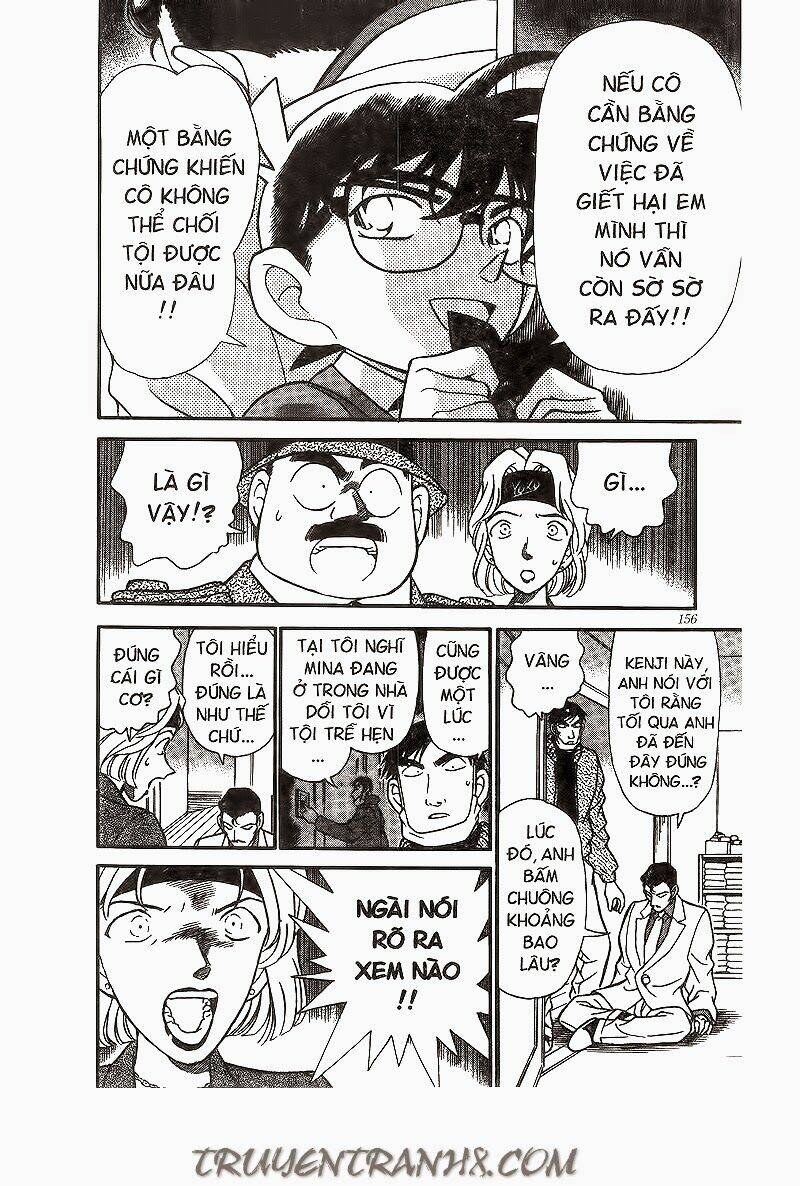 NẾU CÔ
CẦN BẰNG
CHỨNG VỀ
VIỆC ĐÃ
GIẾT HẠI EM
MÌNH THÌ
NÓ VẨN
CÒN SỜ SỜ
RA ĐẤY!!
MỘT BẰNG
CHỨNG KHIẾN
CÔ KHÔNG
THỂ CHỐI
TỘI ĐƯỢC
NỮA ĐÂU
!!
GÌ...
LÀ GÌ
VẬY!?
156
KENJI NÀY,
ANH NÓI VỚI
TÔI RẰNG
TỐI QUA ANH
ĐÃ ĐẾN
ĐÂY ĐÚNG
KHÔNG...?
VÂNG
...
LÚC
ĐÓ, ANH
BẤM
CHUÔNG
KHOẢNG
BAO
LÂU?
CŨNG
ĐƯỢC
MỘT
LÚC
...
TẠI TÔI NGHĨ
MINA ĐANG
Ở TRONG NHÀ
DỖI TÔI VÌ
TÔI TRỄ HẸN
...
TÔI HIỂU
RỒI...
ĐÚNG LÀ
NHƯ THẾ
CHỨ...
ĐÚNG
CÁI GÌ
CƠ?
NGÀI NÓI
RÕ RA
XEM NÀO
!!
TRUYENTRANH8.COM